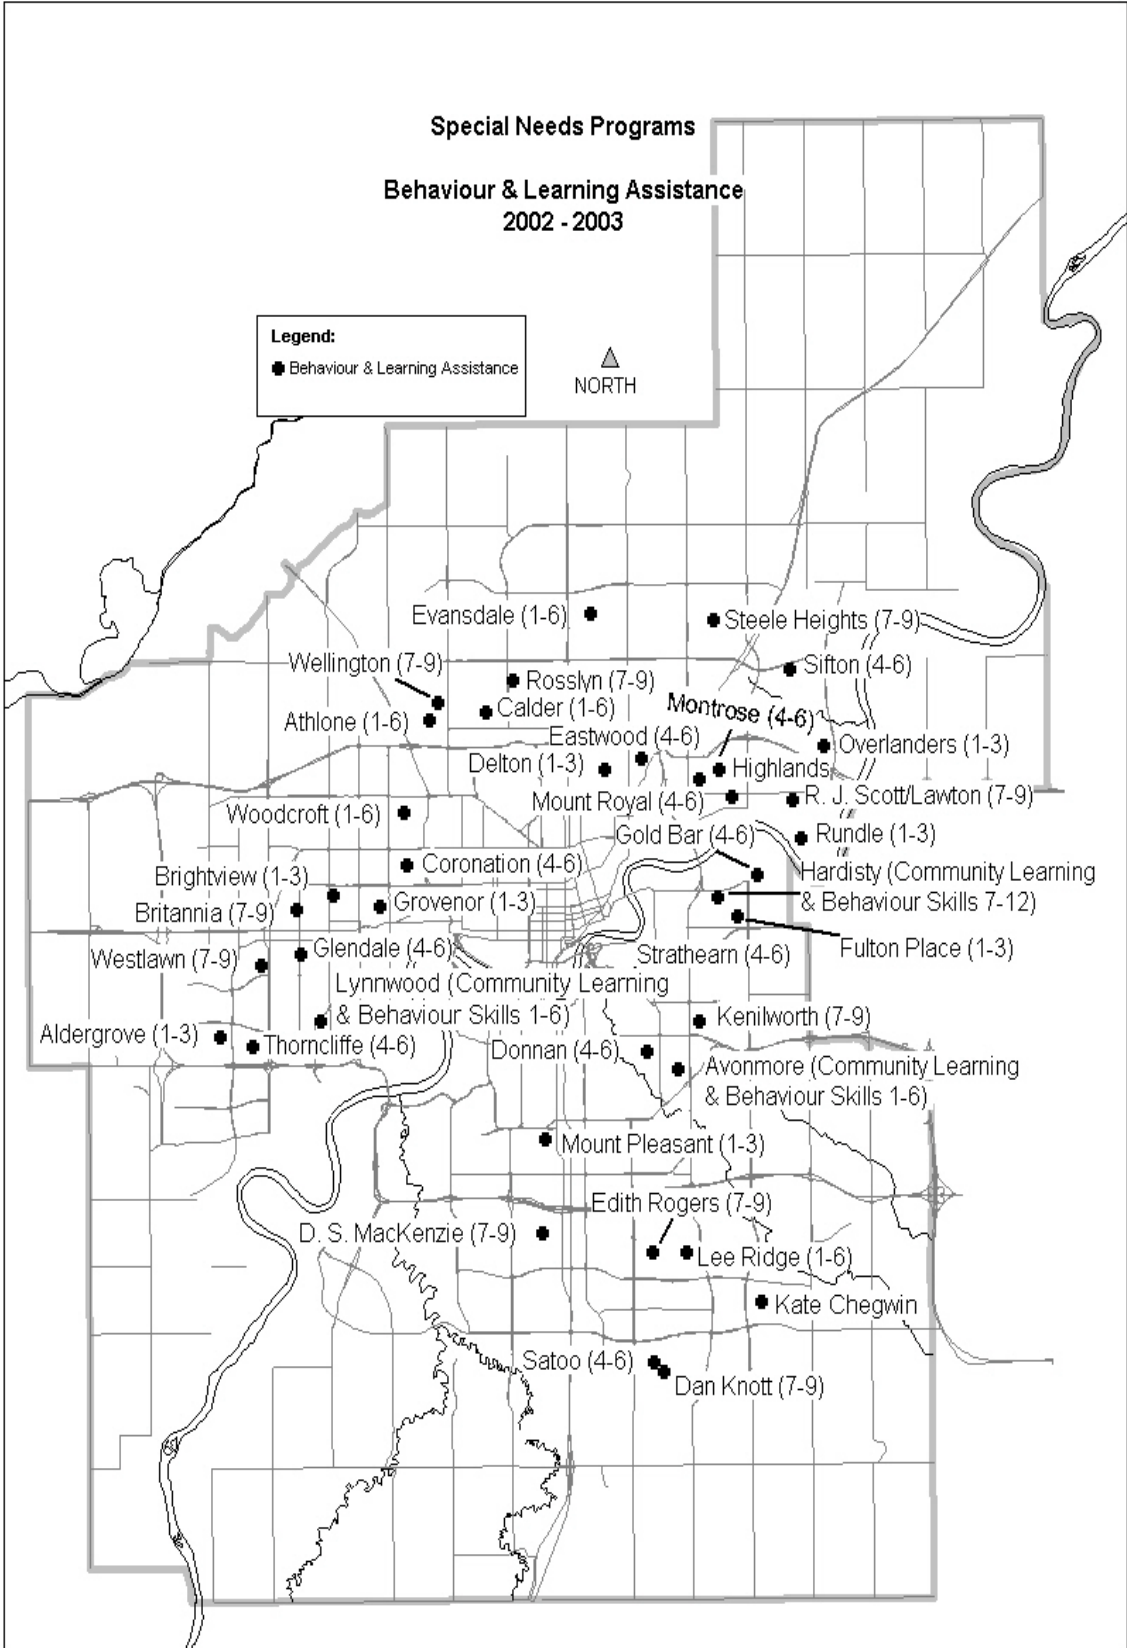 Special Needs Programs
Behaviour & Learning Assistance
2002 - 2003
Legend:
Behaviour & Learning Assistance
NORTH
Evansdale (1-6)
Steele Heights (7-9)
Wellington (7-9)
Sifton (4-6)
Rosslyn (7-9)
Calder (1-6)
Montrose (4-6)
Athlone (1-6)
Eastwood (4-6)
Overlanders (1-3)
Delton (1-3)
Highlands
Mount Royal (4-6)
R. J. Scott/Lawton (7-9)
Woodcroft (1-6)
Gold Bar (4-6)
Rundle (1-3)
Coronation (4-6)
Hardisty (Community Learning
& Behaviour Skills 7-12)
Brightview (1-3)
Grovenor (1-3)
Britannia (7-9)
Glendale (4-6)
Strathearn (4-6)
Fulton Place (1-3)
Westlawn (7-9)
Lynnwood (Community Learning
& Behaviour Skills 1-6)
Kenilworth (7-9)
Aldergrove (1-3)
Thorncliffe (4-6)
Donnan (4-6)
Avonmore (Community Learning
& Behaviour Skills 1-6)
Mount Pleasant (1-3)
Edith Rogers (7-9)
D. S. MacKenzie (7-9)
Lee Ridge (1-6)
Kate Chegwin
Satoo (4-6)
Dan Knott (7-9)